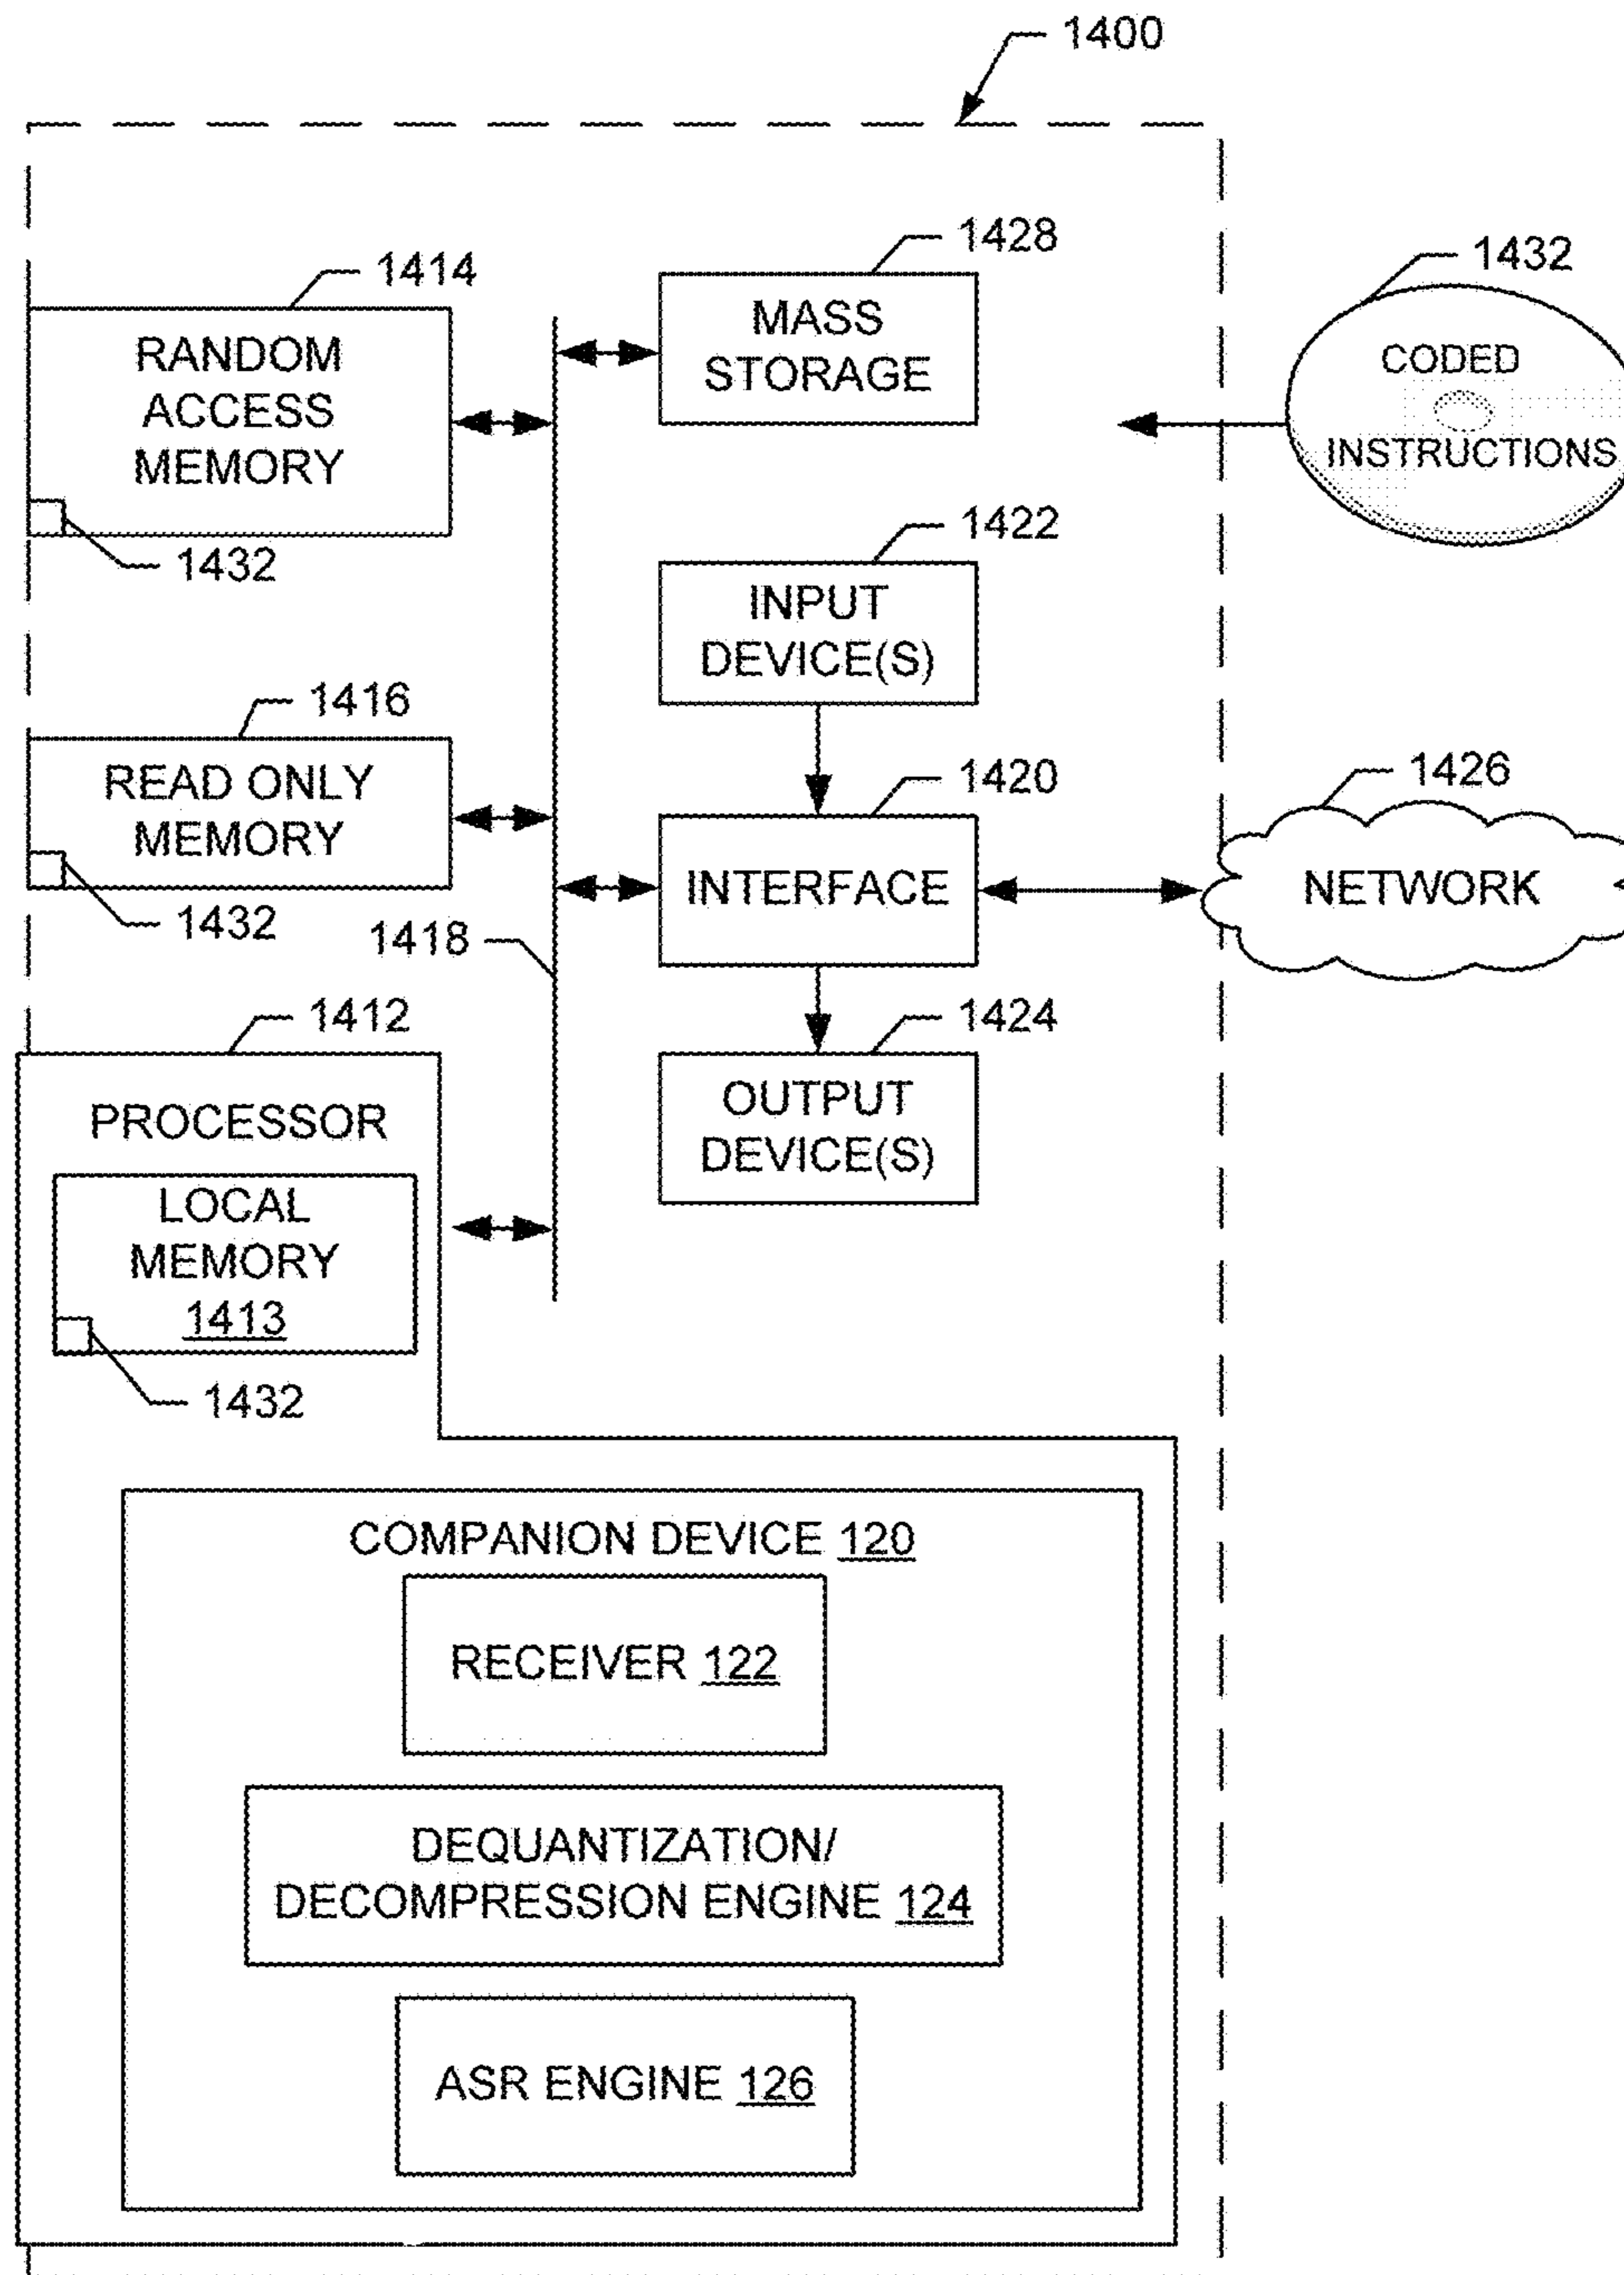 1400
1414
RANDOM
ACCESS
MEMORY
1432
1428
MASS
STORAGE
1432
CODED
INSTRUCTIONS
1422
INPUT
DEVICE(S)
1416
READ ONLY
MEMORY
1432
1418
1420
INTERFACE
1426
NETWORK
1412
PROCESSOR
LOCAL
MEMORY
1413
1432
1424
OUTPUT
DEVICE(S)
COMPANION DEVICE 120
RECEIVER 122
DEQUANTIZATION/
DECOMPRESSION ENGINE 124
ASR ENGINE 126